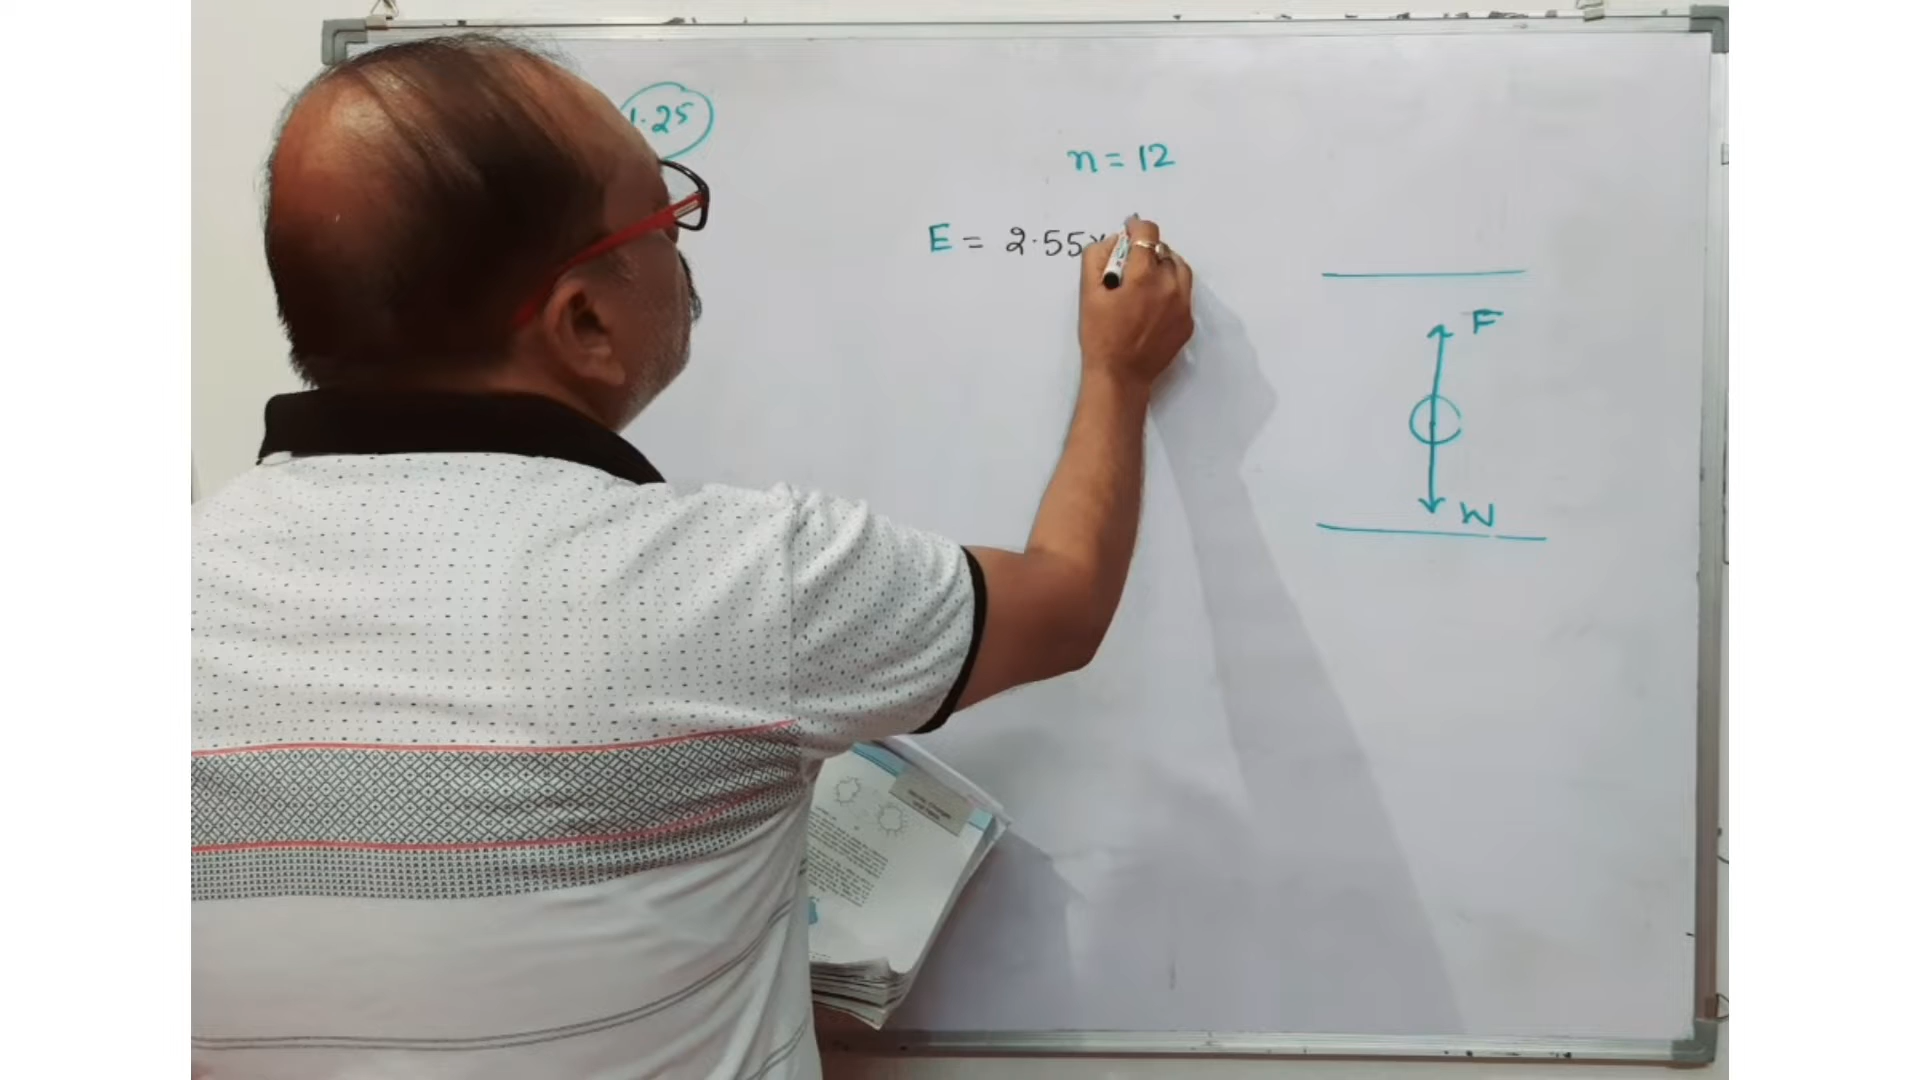 1.25
n = 12
E = 2.55×
F
W